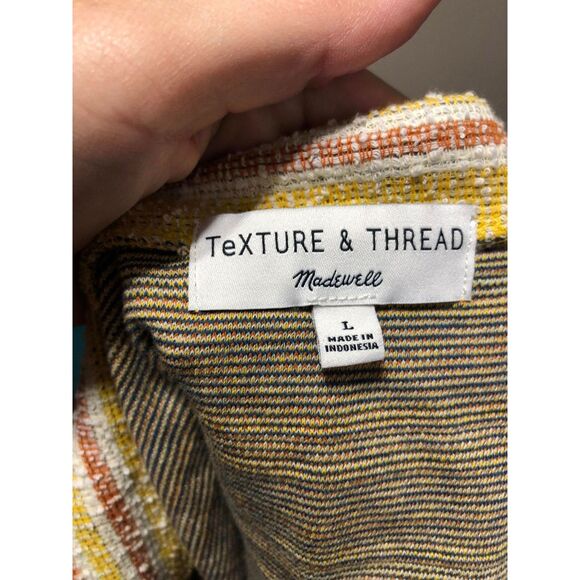 TeXTURE & THREAD
Madewell
L
MADE IN
INDONESIA